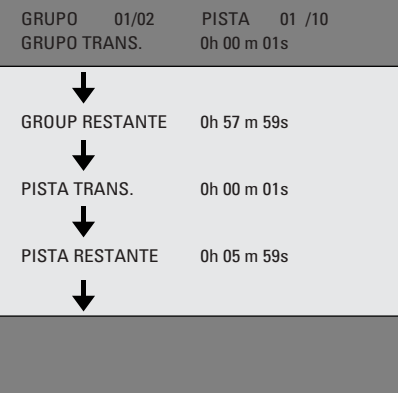 GRUPO 01/02 PISTA 01 /10
GRUPO TRANS. 0h 00 m 01s
GROUP RESTANTE 0h 57 m 59s
PISTA TRANS. 0h 00 m 01s
PISTA RESTANTE 0h 05 m 59s